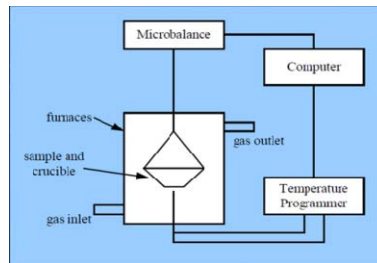 Microbalance
Computer
furnaces
gas outlet
sample and
crucible
Temperature
Programmer
gas inlet